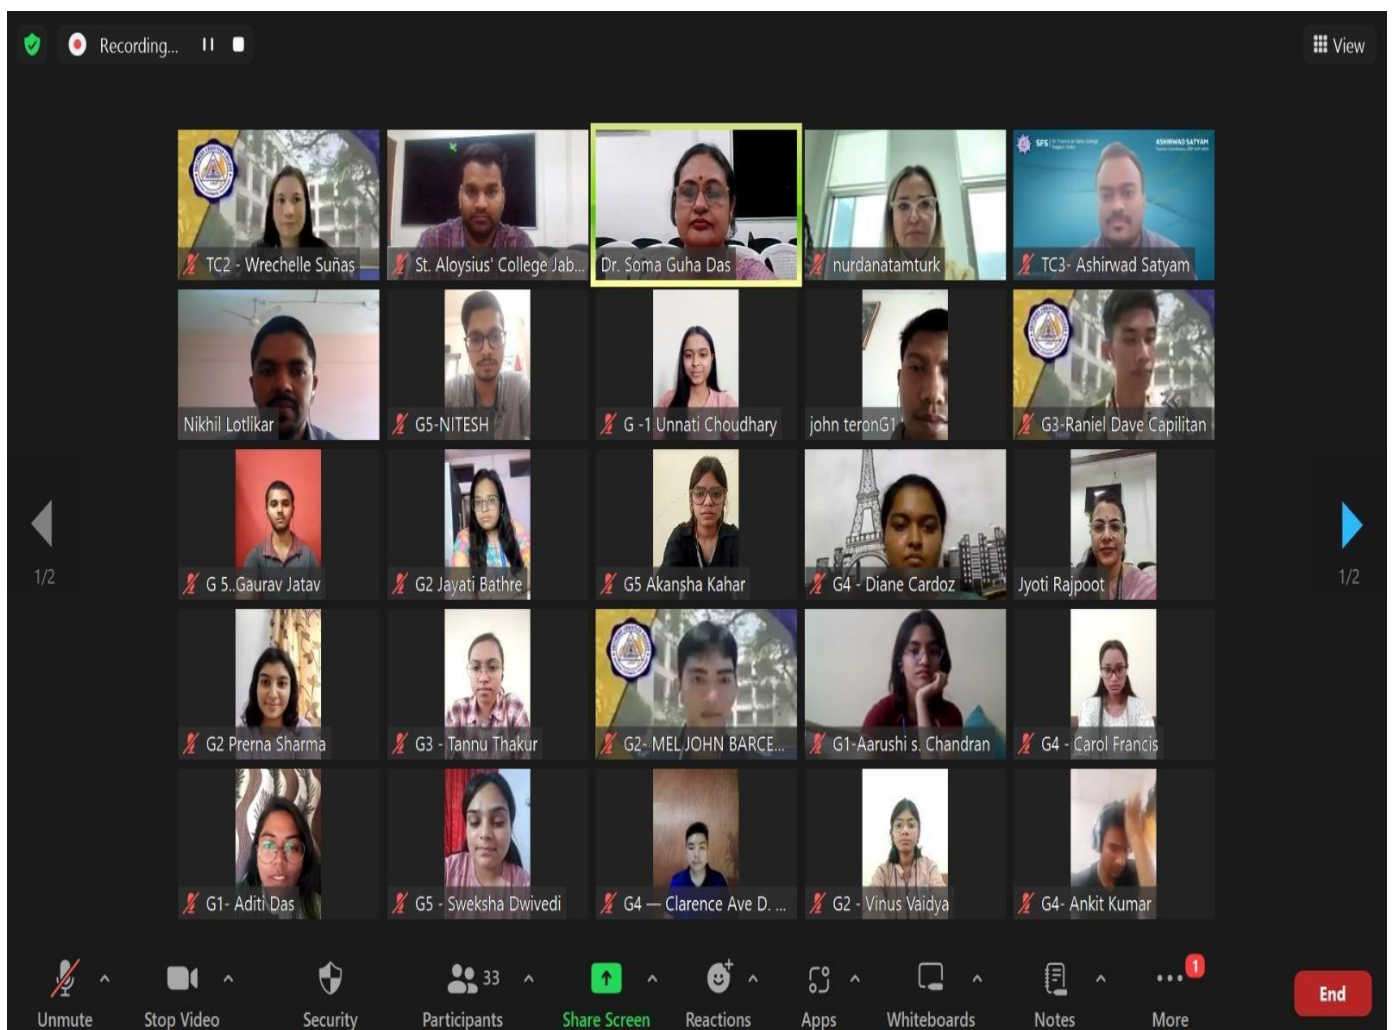 Recording...
View
TC2 - Wrechelle Suñas
St. Aloysius' College Jab...
Dr. Soma Guha Das
nurdanatamturk
SFS
ASHIRWAD SATYAM
TC3- Ashirwad Satyam
Nikhil Lotlikar
G5-NITESH
G -1 Unnati Choudhary
john teronG1
G3-Raniel Dave Capilitan
G 5..Gaurav Jatav
G2 Jayati Bathre
G5 Akansha Kahar
G4 - Diane Cardoz
Jyoti Rajpoot
1/2
1/2
G2 Prerna Sharma
G3 - Tannu Thakur
G2- MEL JOHN BARCE...
G1-Aarushi s. Chandran
G4 - Carol Francis
G1- Aditi Das
G5 - Sweksha Dwivedi
G4 — Clarence Ave D. ...
G2 - Vinus Vaidya
G4- Ankit Kumar
33
1
Unmute
Stop Video
Security
Participants
Share Screen
Reactions
Apps
Whiteboards
Notes
More
End